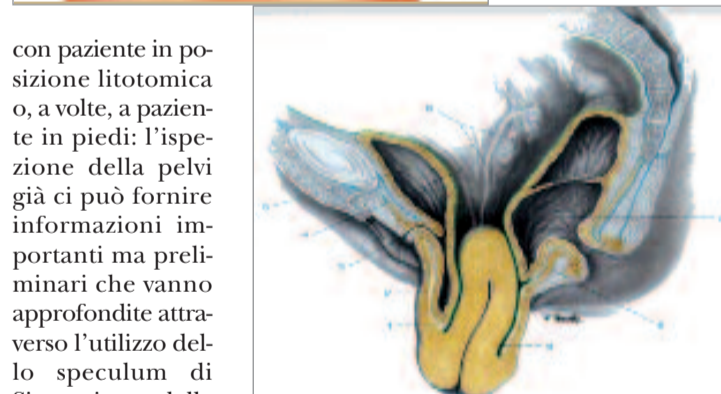 con paziente in po-
sizione litotomica
o, a volte, a pazien-
te in piedi: l'ispe-
zione della pelvi
già ci può fornire
informazioni im-
portanti ma preli-
minari che vanno
approfondite attra-
verso l'utilizzo del-
lo speculum di